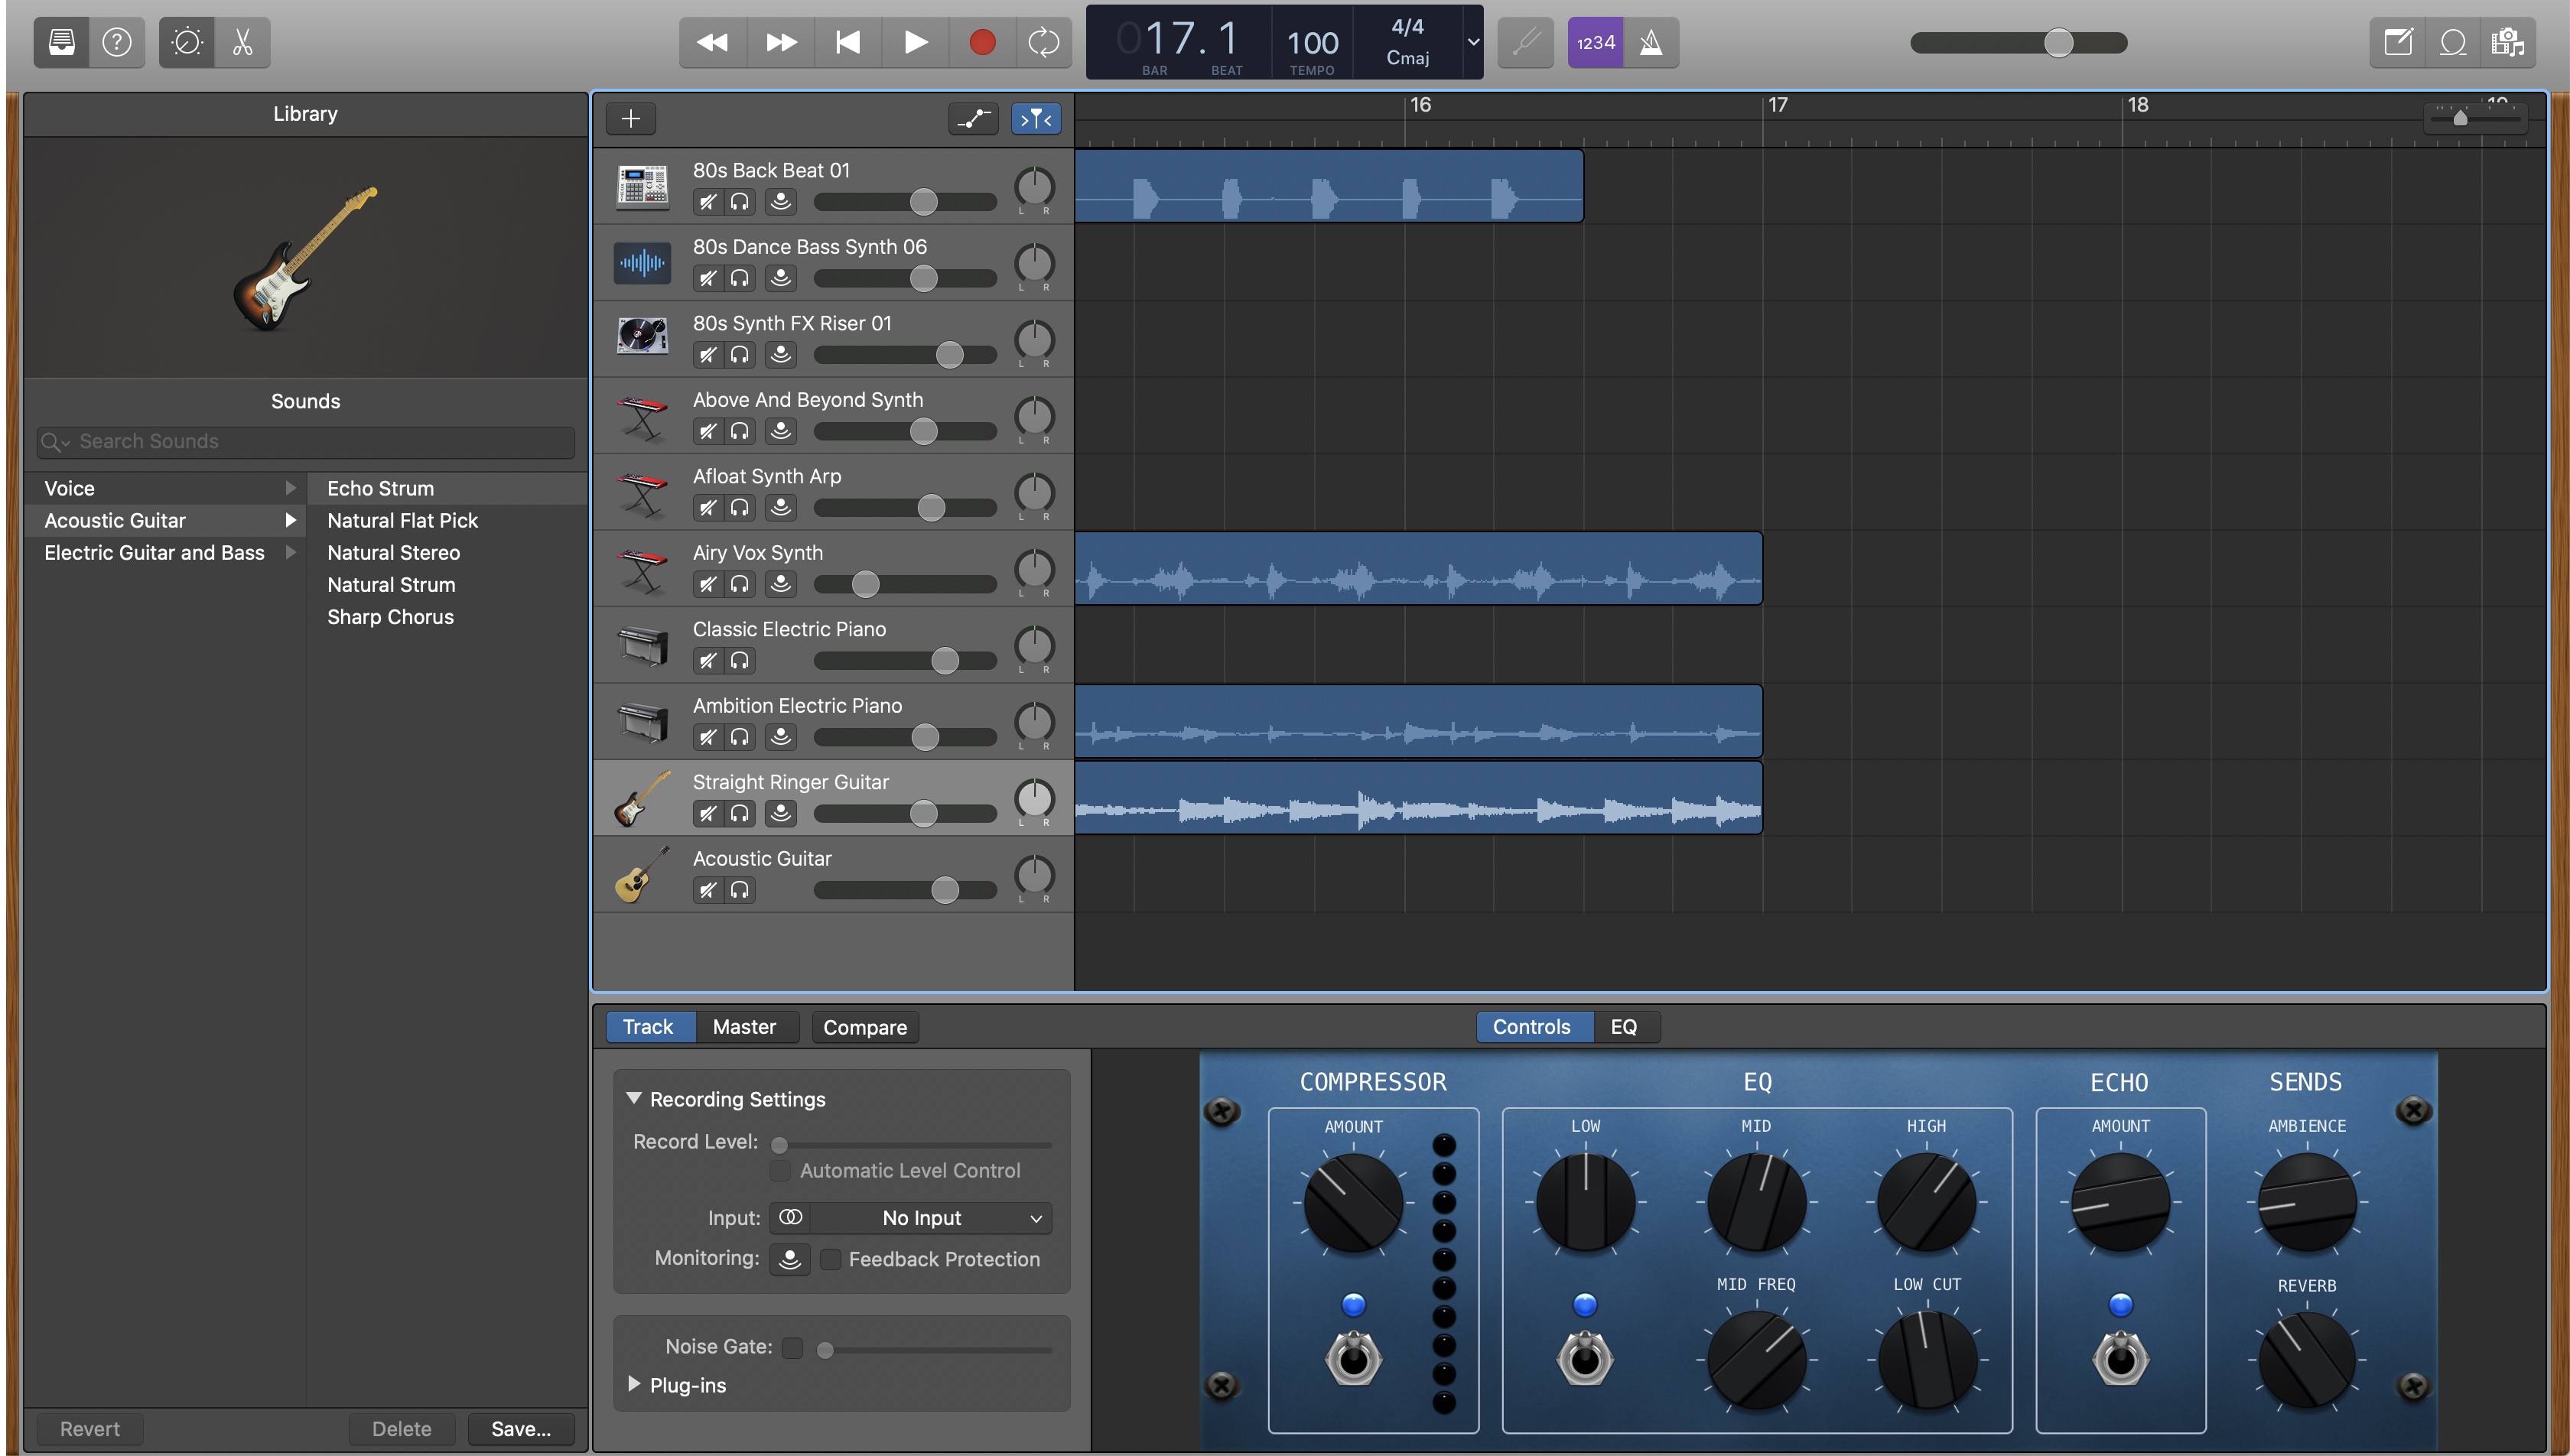 017. 1
BAR BEAT
100
TEMPO
4/4
Cmaj
1234
Library
Sounds
Search Sounds
Voice
Acoustic Guitar
Electric Guitar and Bass
Echo Strum
Natural Flat Pick
Natural Stereo
Natural Strum
Sharp Chorus
Revert
Delete
Save...
16
17
18
19
80s Back Beat 01
L R
80s Dance Bass Synth 06
L R
80s Synth FX Riser 01
L R
Above And Beyond Synth
L R
Afloat Synth Arp
L R
Airy Vox Synth
L R
Classic Electric Piano
L R
Ambition Electric Piano
L R
Straight Ringer Guitar
L R
Acoustic Guitar
L R
Track
Master
Compare
Controls
EQ
Recording Settings
Record Level:
Automatic Level Control
Input: No Input
Monitoring: Feedback Protection
Noise Gate:
Plug-ins
COMPRESSOR
AMOUNT
EQ
LOW
MID
HIGH
MID FREQ
LOW CUT
ECHO
AMOUNT
SENDS
AMBIENCE
REVERB